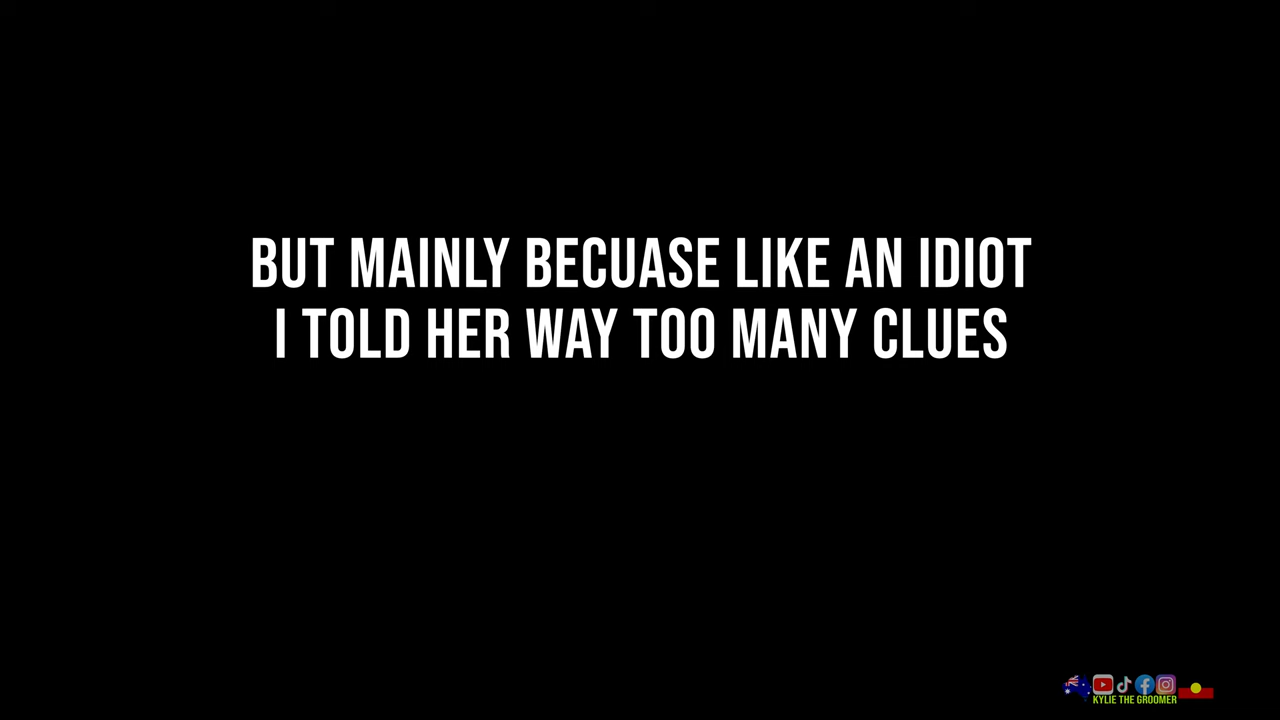 BUT MAINLY BECUASE LIKE AN IDIOT
I TOLD HER WAY TOO MANY CLUES
KYLIE THE GROOMER